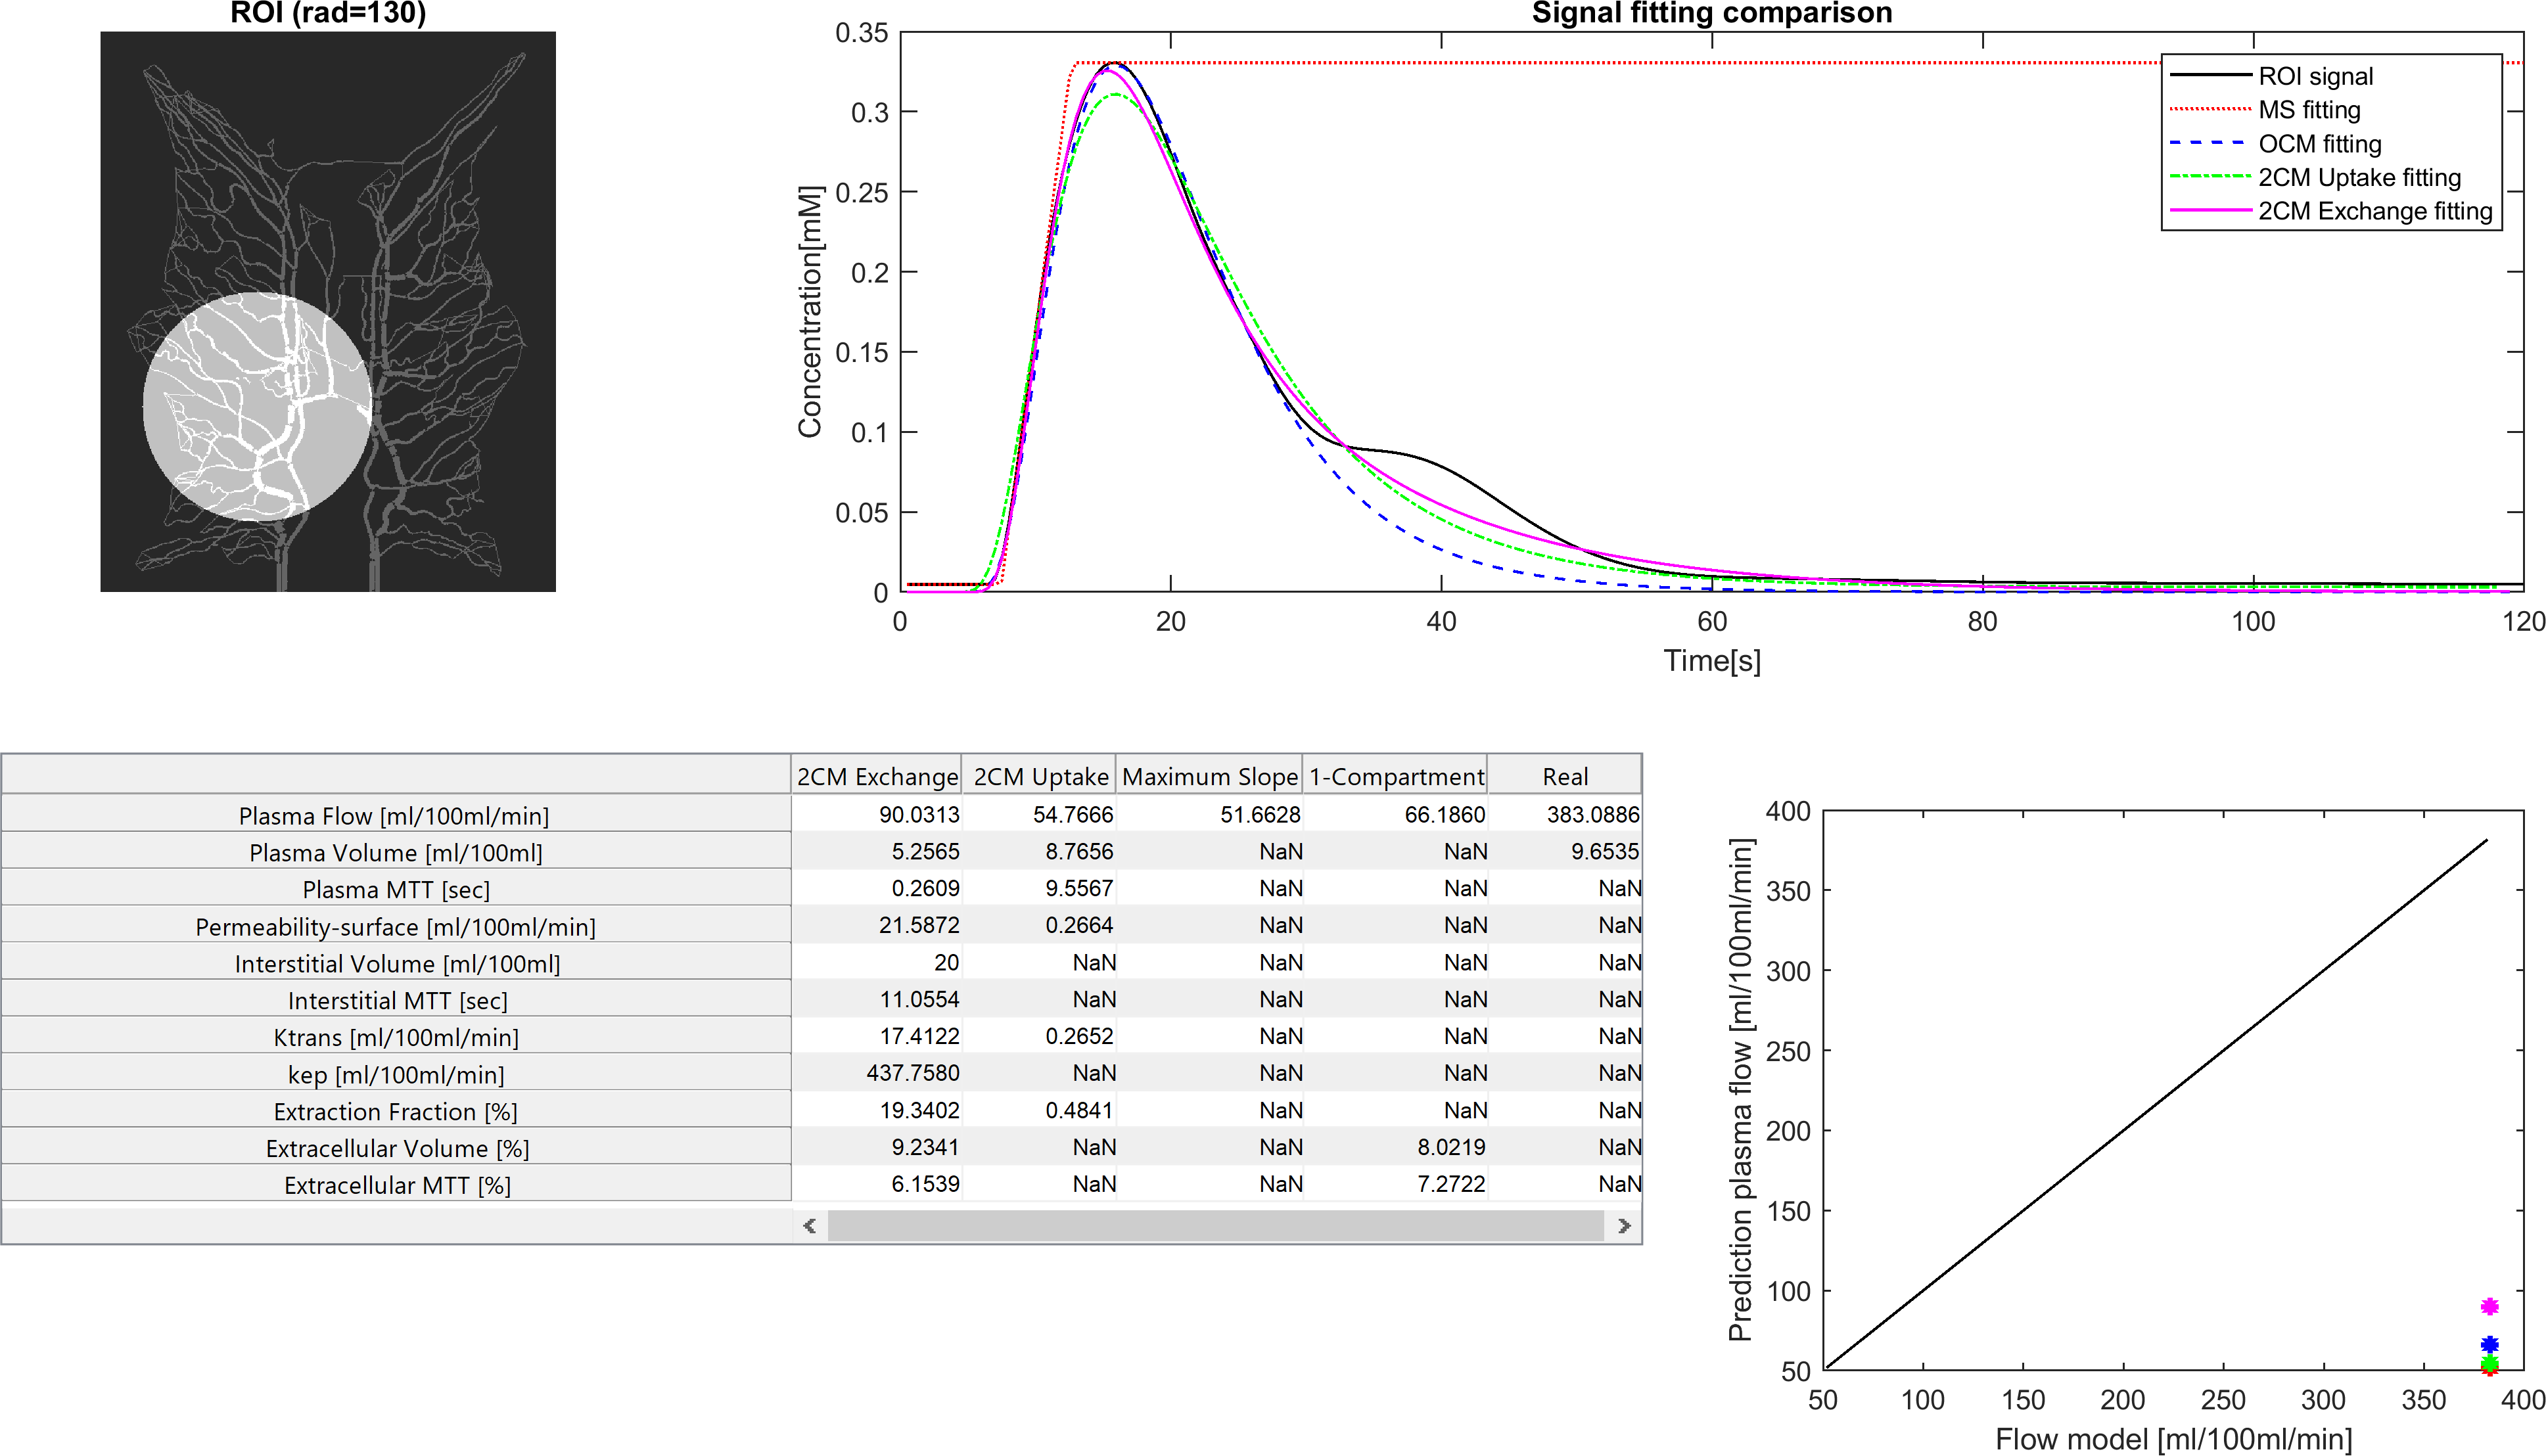 ROI (rad=130)
Signal fitting comparison
0.35
0.3
0.25
0.2
0.15
0.1
0.05
0
Concentration[mM]
0 20 40 60 80 100 120
Time[s]
ROI signal
MS fitting
OCM fitting
2CM Uptake fitting
2CM Exchange fitting
2CM Exchange 2CM Uptake Maximum Slope 1-Compartment Real
Plasma Flow [ml/100ml/min] 90.0313 54.7666 51.6628 66.1860 383.0886
Plasma Volume [ml/100ml] 5.2565 8.7656 NaN NaN 9.6535
Plasma MTT [sec] 0.2609 9.5567 NaN NaN NaN
Permeability-surface [ml/100ml/min] 21.5872 0.2664 NaN NaN NaN
Interstitial Volume [ml/100ml] 20 NaN NaN NaN NaN
Interstitial MTT [sec] 11.0554 NaN NaN NaN NaN
Ktrans [ml/100ml/min] 17.4122 0.2652 NaN NaN NaN
kep [ml/100ml/min] 437.7580 NaN NaN NaN NaN
Extraction Fraction [%] 19.3402 0.4841 NaN NaN NaN
Extracellular Volume [%] 9.2341 NaN NaN 8.0219 NaN
Extracellular MTT [%] 6.1539 NaN NaN 7.2722 NaN
400
350
300
250
200
150
100
50
Prediction plasma flow [ml/100ml/min]
50 100 150 200 250 300 350 400
Flow model [ml/100ml/min]